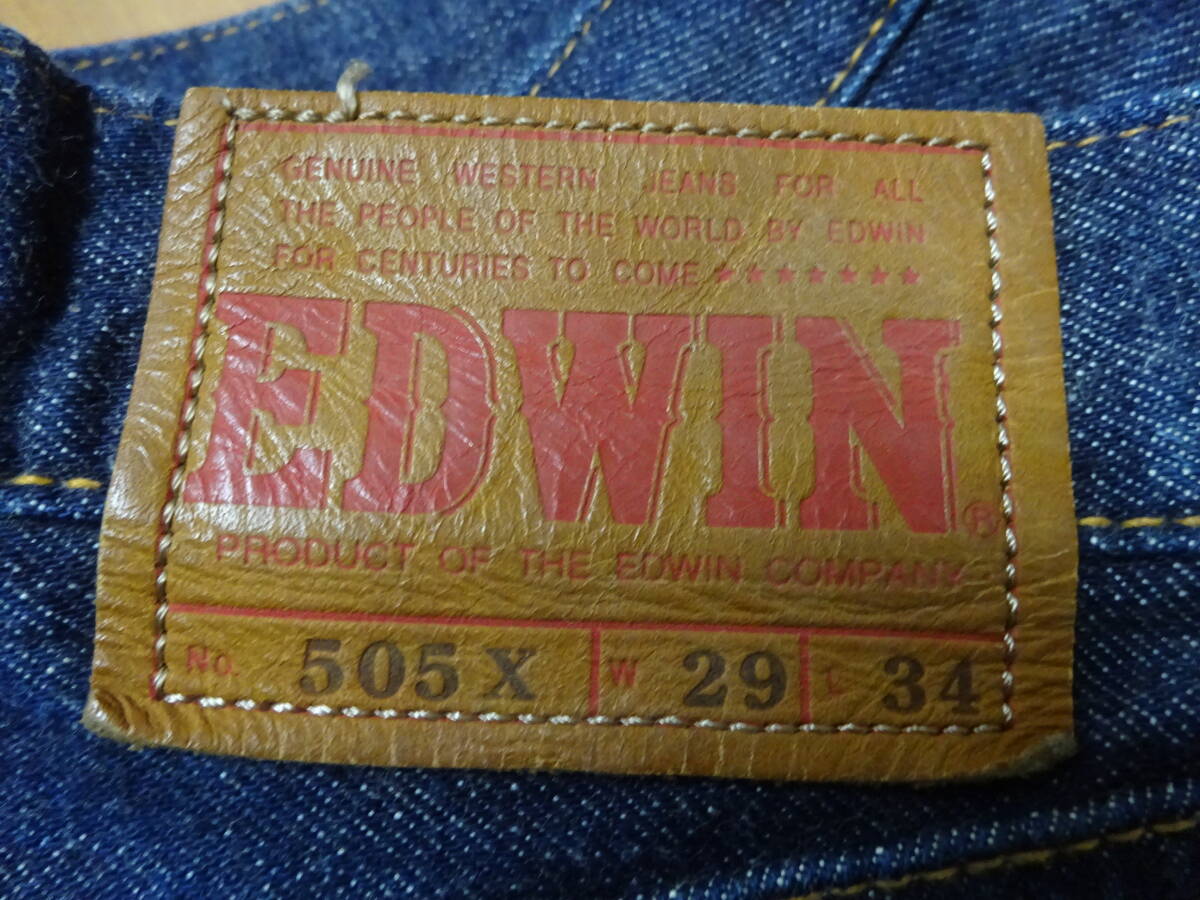 GENUINE WESTERN JEANS FOR ALL
THE PEOPLE OF THE WORLD BY EDWIN
FOR CENTURIES TO COME ★★★★★★★
EDWIN®
PRODUCT OF THE EDWIN COMPANY
No. 505X W 29 L 34